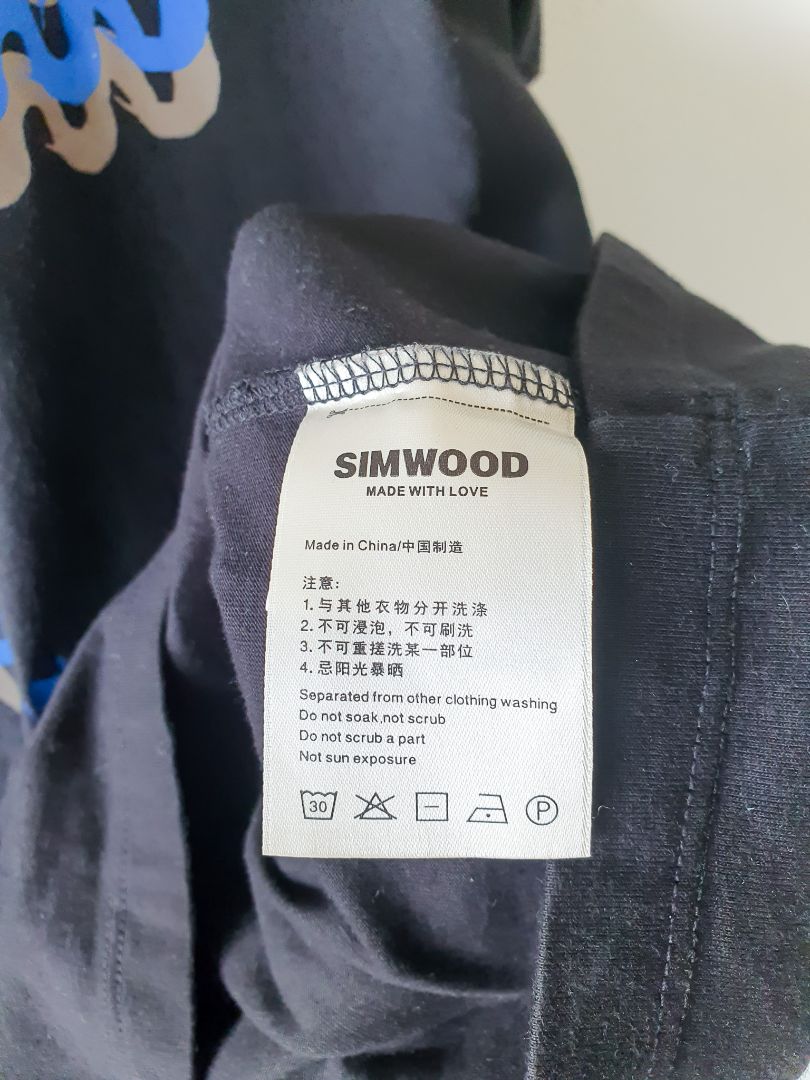 SIMWOOD
MADE WITH LOVE
Made in China/中国制造
注意:
1. 与其他衣物分开洗涤
2. 不可浸泡，不可刷洗
3. 不可重搓洗某一部位
4. 忌阳光暴晒
Separated from other clothing washing
Do not soak,not scrub
Do not scrub a part
Not sun exposure
30 P